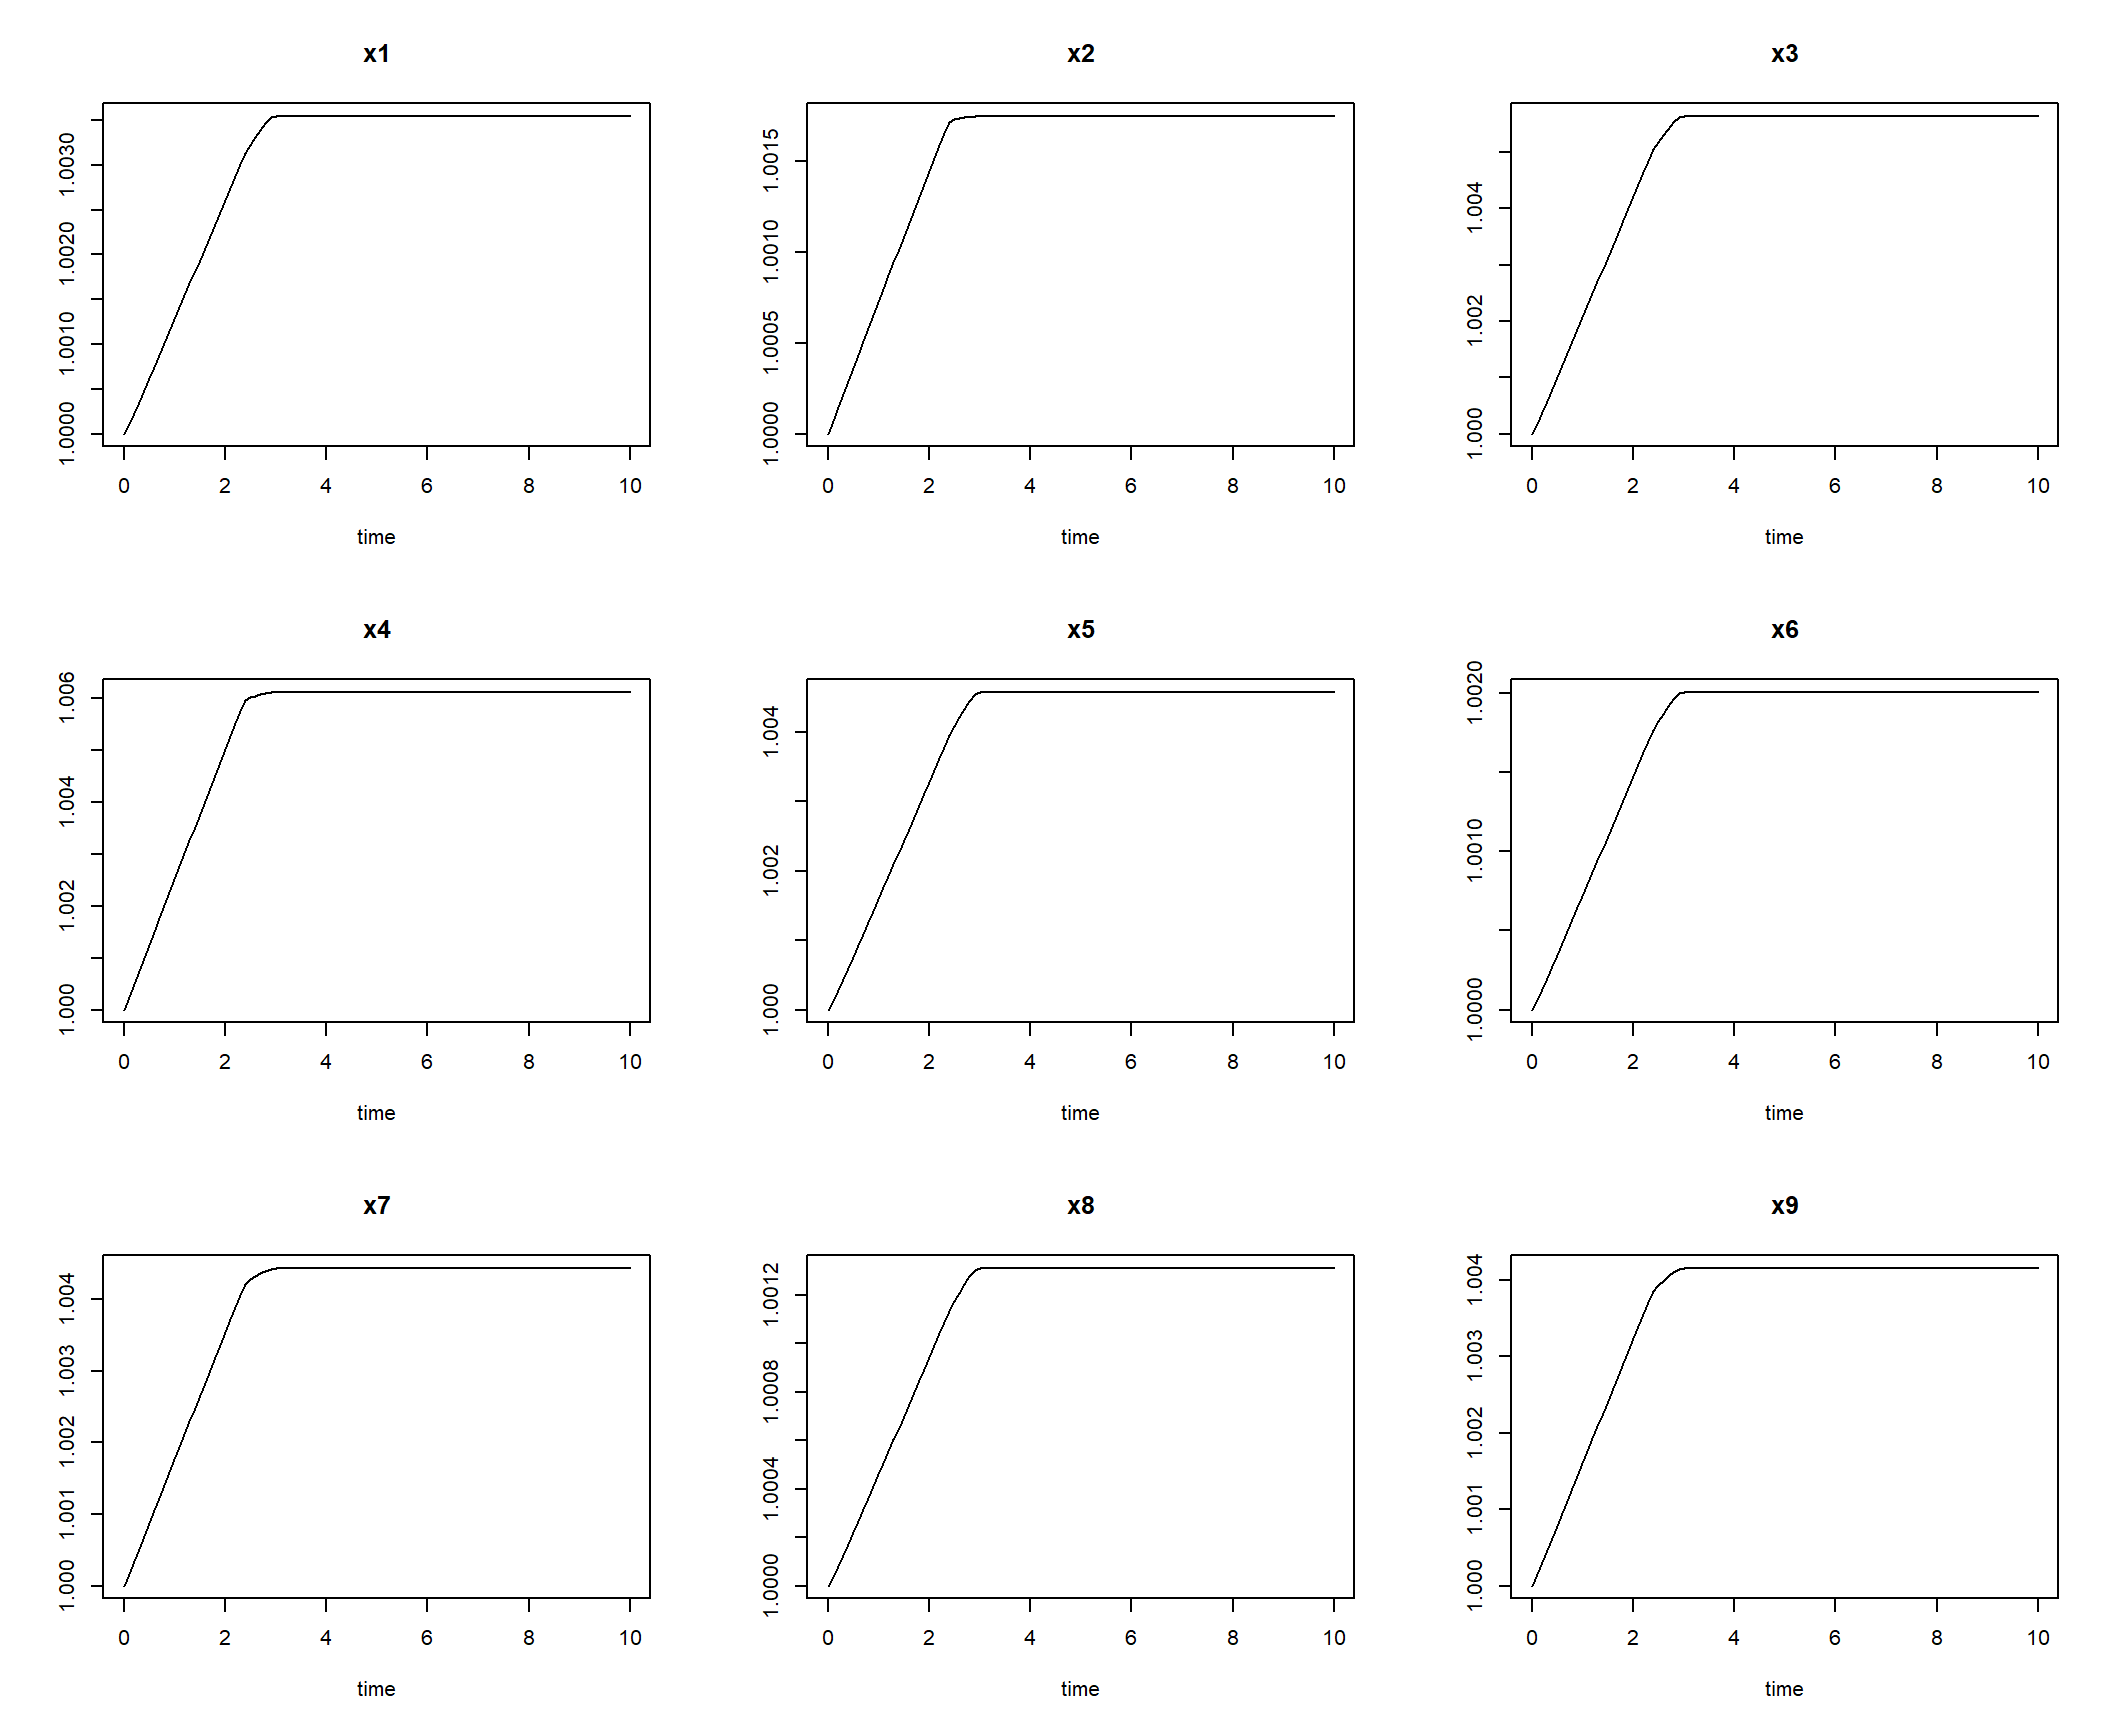 x1
x2
x3
1.0000 1.0010 1.0020 1.0030
1.0000 1.0005 1.0010 1.0015
1.000 1.002 1.004
0 2 4 6 8 10
0 2 4 6 8 10
0 2 4 6 8 10
time
time
time
x4
x5
x6
1.000 1.002 1.004 1.006
1.000 1.002 1.004
1.0000 1.0010 1.0020
0 2 4 6 8 10
0 2 4 6 8 10
0 2 4 6 8 10
time
time
time
x7
x8
x9
1.000 1.001 1.002 1.003 1.004
1.0000 1.0004 1.0008 1.0012
1.000 1.001 1.002 1.003 1.004
0 2 4 6 8 10
0 2 4 6 8 10
0 2 4 6 8 10
time
time
time